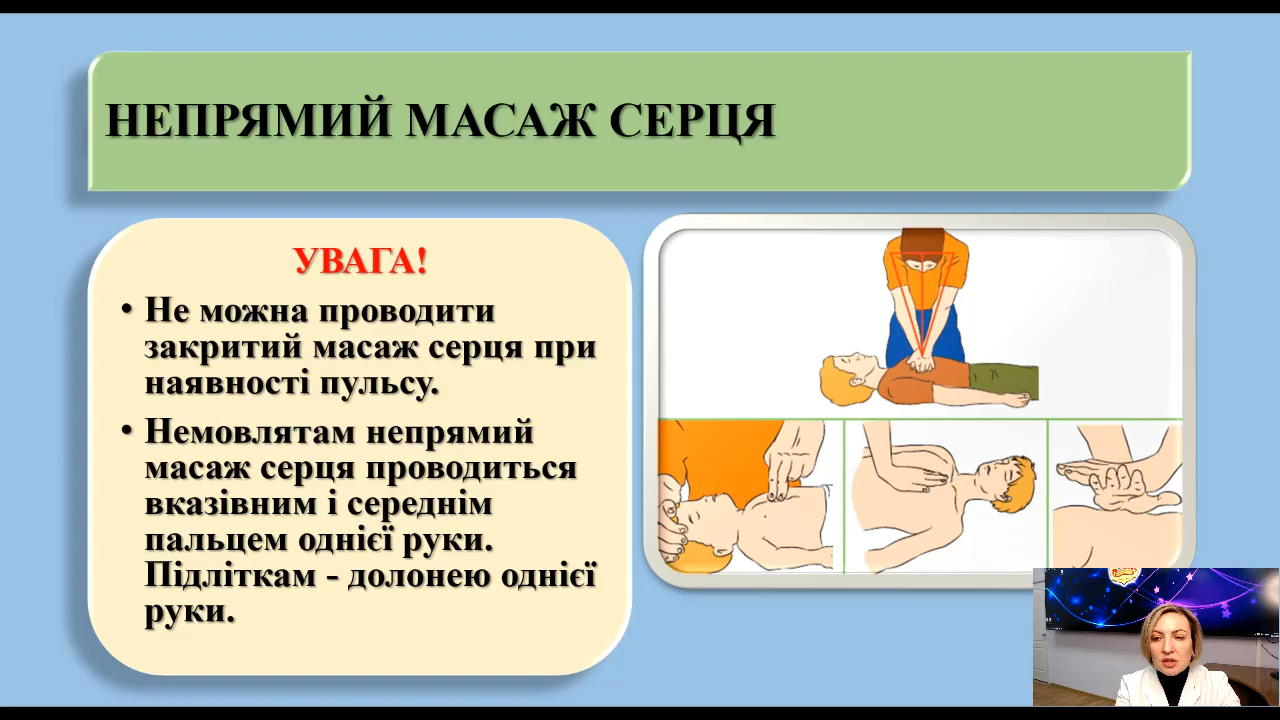 НЕПРЯМИЙ МАСАЖ СЕРЦЯ
УВАГА!
• Не можна проводити
закритий масаж серця при
наявності пульсу.
• Немовлятам непрямий
масаж серця проводиться
вказівним і середнім
пальцем однієї руки.
Підліткам - долонею однієї
руки.